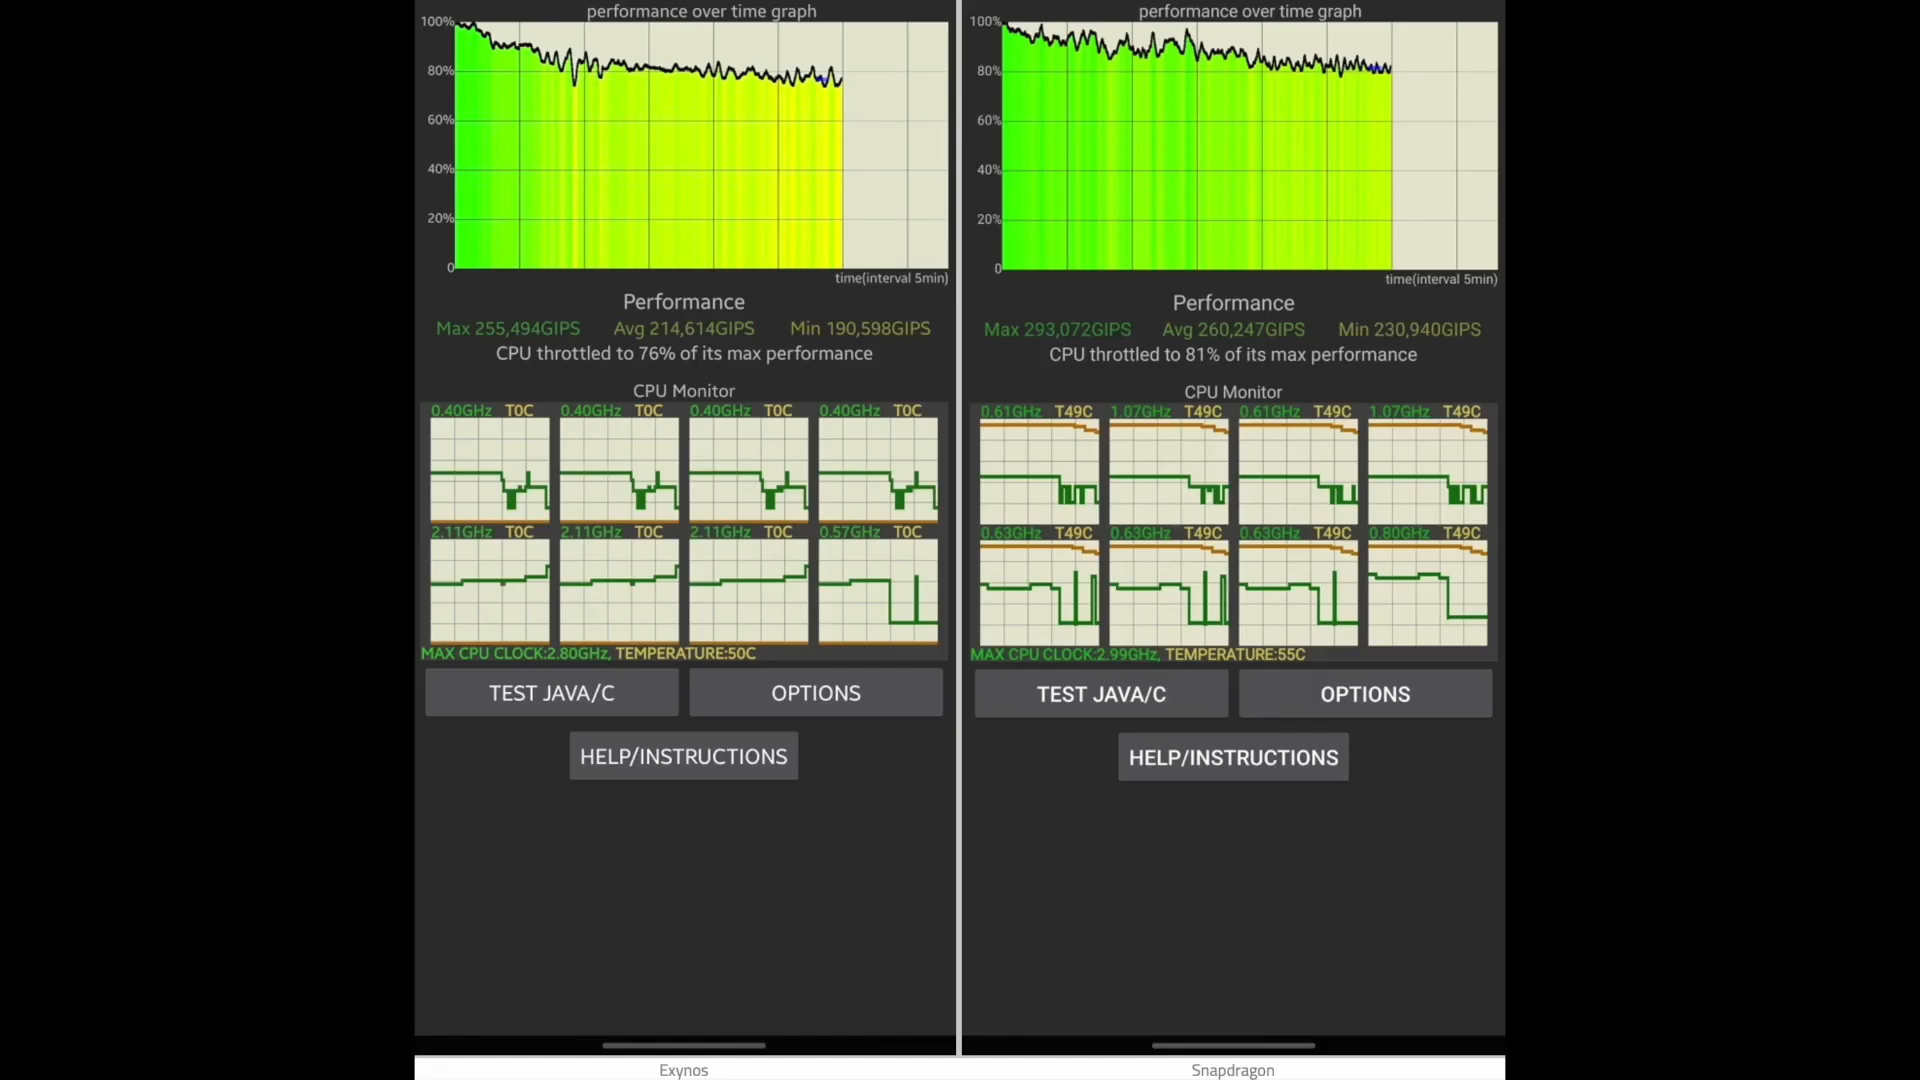 performance over time graph
100%
80%
60%
40%
20%
0
time(interval 5min)
Performance
Max 255,494GIPS Avg 214,614GIPS Min 190,598GIPS
CPU throttled to 76% of its max performance
CPU Monitor
0.40GHz T0C 0.40GHz T0C 0.40GHz T0C 0.40GHz T0C
2.11GHz T0C 2.11GHz T0C 2.11GHz T0C 0.57GHz T0C
MAX CPU CLOCK:2.80GHz, TEMPERATURE:50C
TEST JAVA/C OPTIONS
HELP/INSTRUCTIONS
Exynos
performance over time graph
100%
80%
60%
40%
20%
0
time(interval 5min)
Performance
Max 293,072GIPS Avg 260,247GIPS Min 230,940GIPS
CPU throttled to 81% of its max performance
CPU Monitor
0.61GHz T49C 1.07GHz T49C 0.61GHz T49C 1.07GHz T49C
0.63GHz T49C 0.63GHz T49C 0.63GHz T49C 0.80GHz T49C
MAX CPU CLOCK:2.99GHz, TEMPERATURE:55C
TEST JAVA/C OPTIONS
HELP/INSTRUCTIONS
Snapdragon